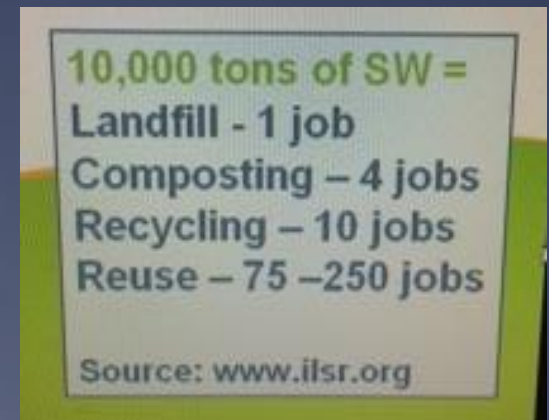 10,000 tons of SW =
Landfill - 1 job
Composting – 4 jobs
Recycling – 10 jobs
Reuse – 75 –250 jobs
Source: www.ilsr.org